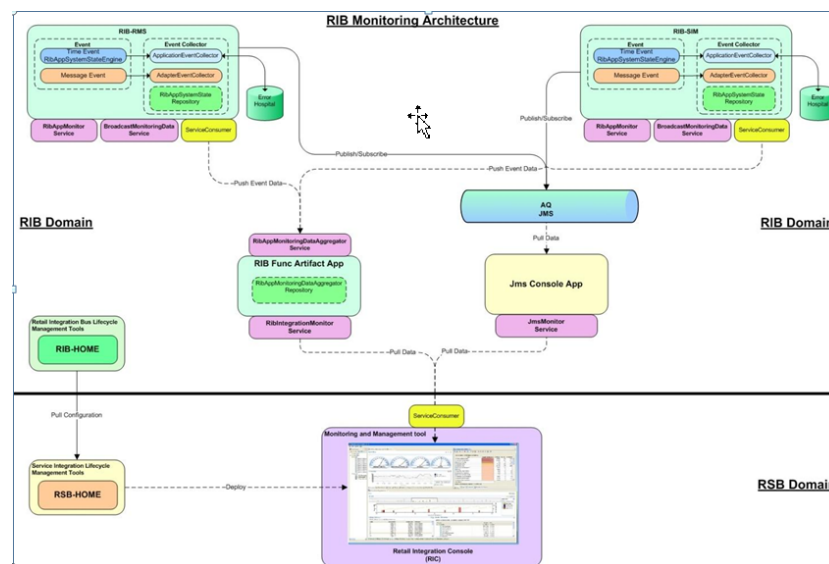 RIB Monitoring Architecture
RIB-RMS
Event
Time Event
RibAppSystemStateEngine
Message Event
Event Collector
ApplicationEventCollector
AdapterEventCollector
RibAppSystemState
Repository
Error
Hospital
RibAppMonitor
Service
BroadcastMonitoringData
Service
ServiceConsumer
RIB-SIM
Event
Time Event
RibAppSystemStateEngine
Message Event
Event Collector
ApplicationEventCollector
AdapterEventCollector
RibAppSystemState
Repository
Error
Hospital
RibAppMonitor
Service
BroadcastMonitoringData
Service
ServiceConsumer
Publish/Subscribe
Publish/Subscribe
Push Event Data
Push Event Data
RIB Domain
RIB Domain
AQ
JMS
Pull Data
RibAppMonitoringDataAggregator
Service
RIB Func Artifact App
RibAppMonitoringDataAggregator
Repository
RibIntegrationMonitor
Service
Jms Console App
JmsMonitor
Service
Pull Data
Pull Data
Retail Integration Bus Lifecycle
Management Tools
RIB-HOME
Pull Configuration
Service Integration Lifecycle
Management Tools
RSB-HOME
Deploy
ServiceConsumer
Monitoring and Management tool
Retail Integration Console
(RIC)
RSB Domain